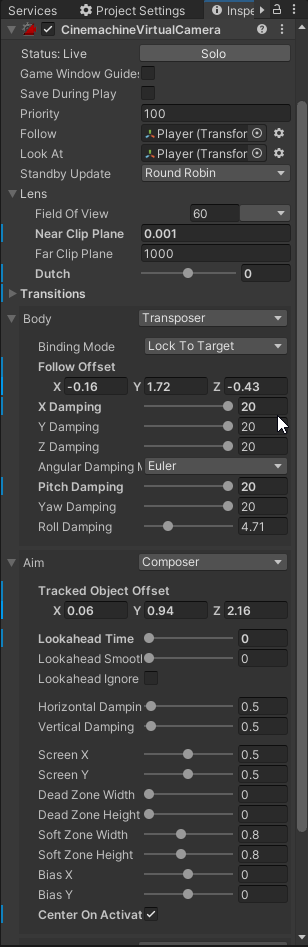 Services Project Settings Inspe
CinemachineVirtualCamera
Status: Live Solo
Game Window Guides
Save During Play
Priority 100
Follow Player (Transfor
Look At Player (Transfor
Standby Update Round Robin
Lens
Field Of View 60
Near Clip Plane 0.001
Far Clip Plane 1000
Dutch 0
Transitions
Body Transposer
Binding Mode Lock To Target
Follow Offset
X -0.16 Y 1.72 Z -0.43
X Damping 20
Y Damping 20
Z Damping 20
Angular Damping M Euler
Pitch Damping 20
Yaw Damping 20
Roll Damping 4.71
Aim Composer
Tracked Object Offset
X 0.06 Y 0.94 Z 2.16
Lookahead Time 0
Lookahead Smootl 0
Lookahead Ignore
Horizontal Dampin 0.5
Vertical Damping 0.5
Screen X 0.5
Screen Y 0.5
Dead Zone Width 0
Dead Zone Height 0
Soft Zone Width 0.8
Soft Zone Height 0.8
Bias X 0
Bias Y 0
Center On Activat